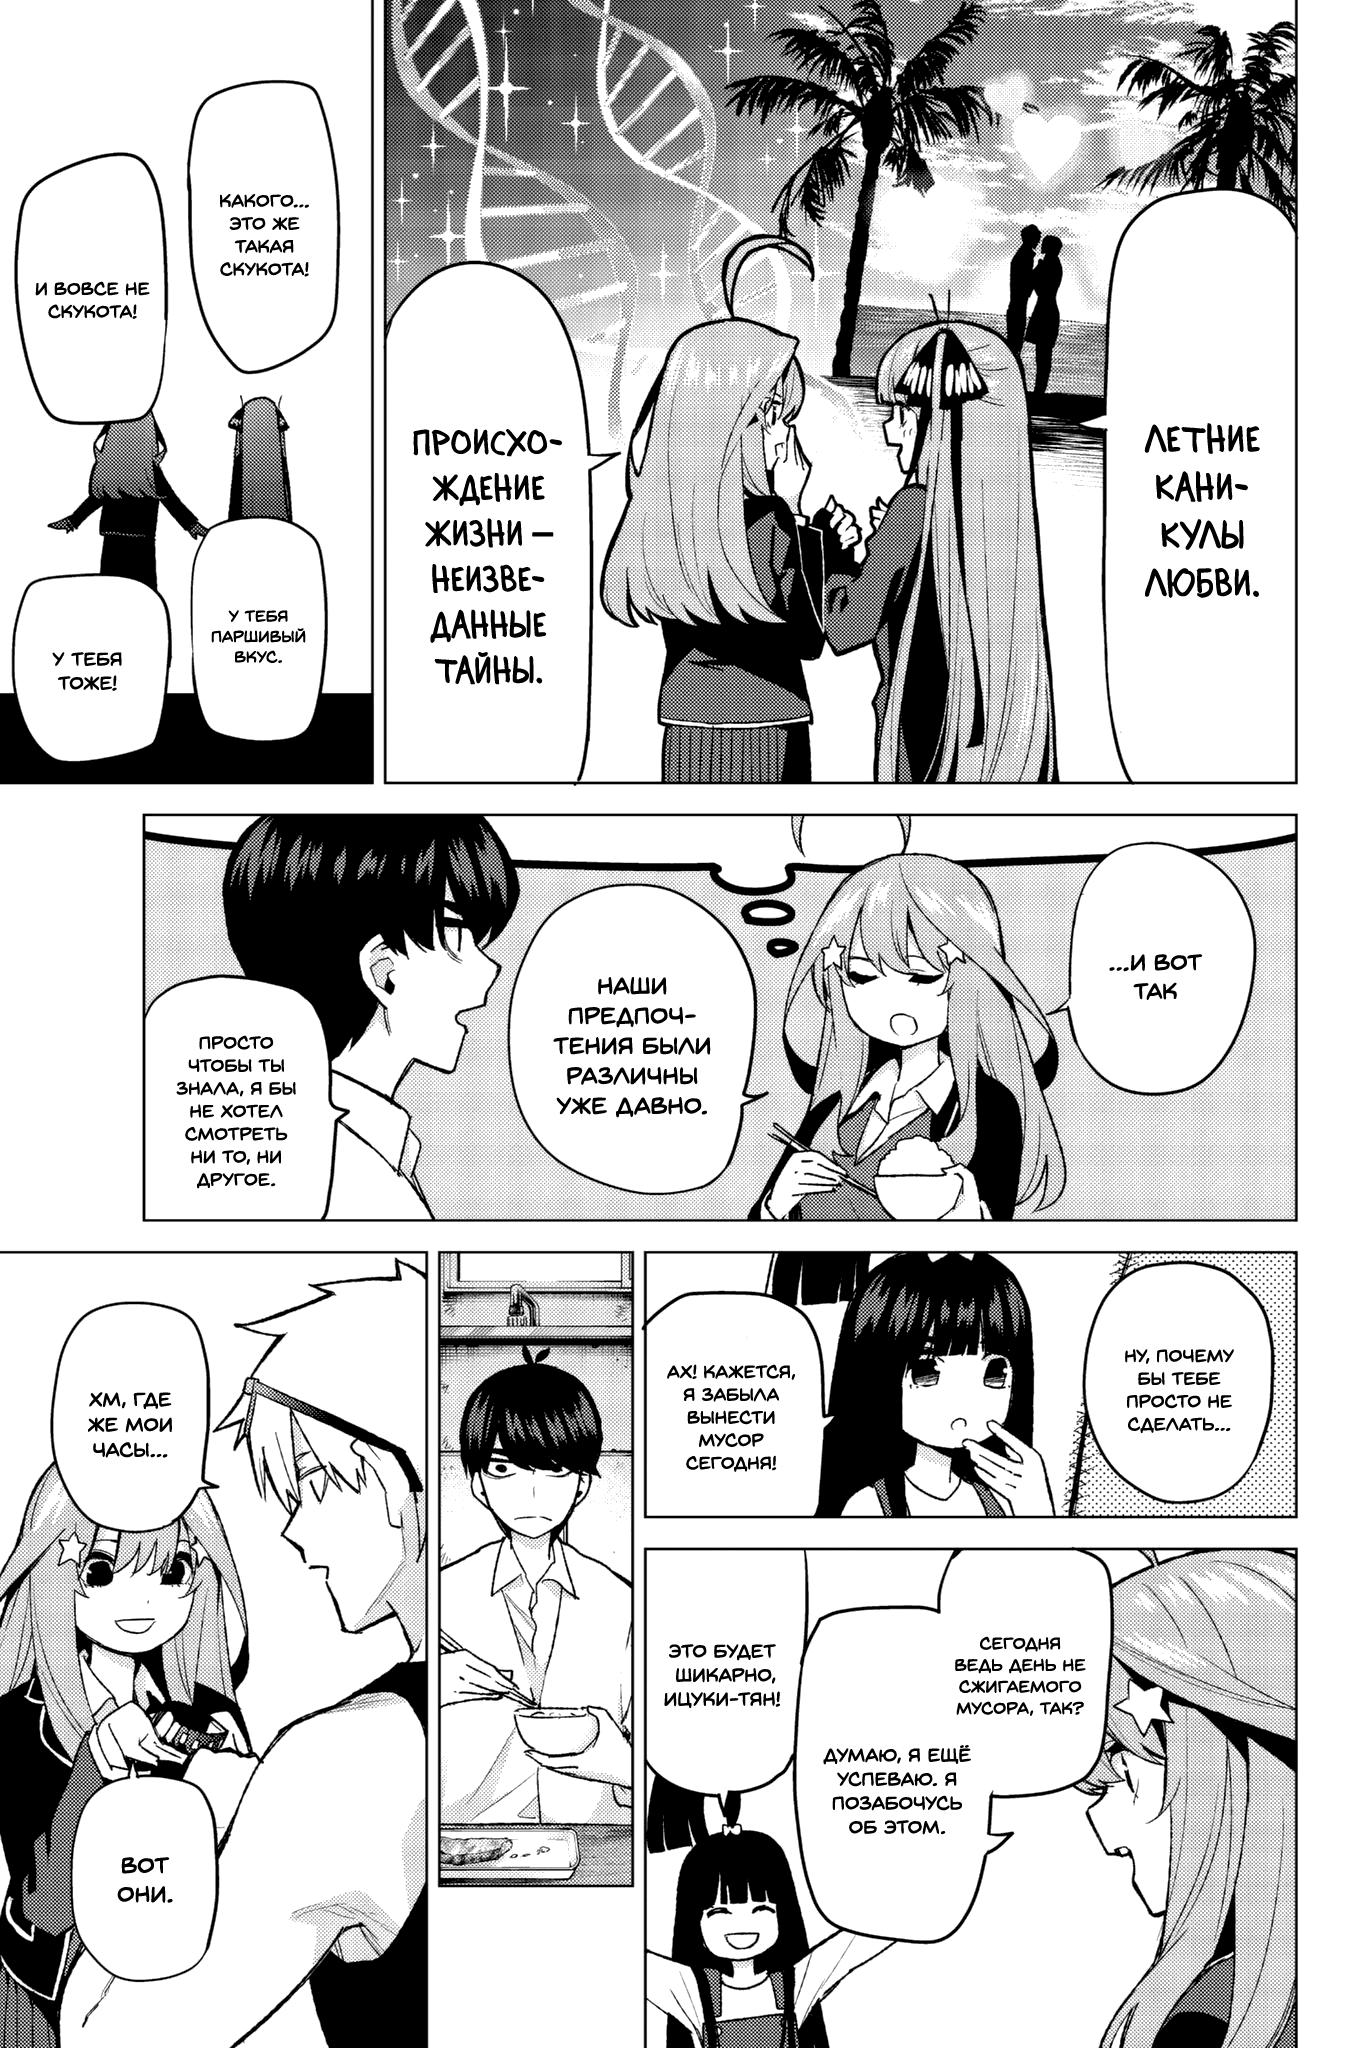 ЛЕТНИЕ
КАНИ-
КУЛЫ
ЛЮБВИ.
ПРОИСХО-
ЖДЕНИЕ
ЖИЗНИ —
НЕИЗВЕ-
ДАННЫЕ
ТАЙНЫ.
КАКОГО...
ЭТО ЖЕ
ТАКАЯ
СКУКОТА!
И ВОВСЕ НЕ
СКУКОТА!
У ТЕБЯ
ПАРШИВЫЙ
ВКУС.
У ТЕБЯ
ТОЖЕ!
...И ВОТ
ТАК
НАШИ
ПРЕДПОЧ-
ТЕНИЯ БЫЛИ
РАЗЛИЧНЫ
УЖЕ ДАВНО.
ПРОСТО
ЧТОБЫ ТЫ
ЗНАЛА, Я БЫ
НЕ ХОТЕЛ
СМОТРЕТЬ
НИ ТО, НИ
ДРУГОЕ.
НУ, ПОЧЕМУ
БЫ ТЕБЕ
ПРОСТО НЕ
СДЕЛАТЬ...
АХ! КАЖЕТСЯ,
Я ЗАБЫЛА
ВЫНЕСТИ
МУСОР
СЕГОДНЯ!
СЕГОДНЯ
ВЕДЬ ДЕНЬ НЕ
СЖИГАЕМОГО
МУСОРА, ТАК?
ДУМАЮ, Я ЕЩЁ
УСПЕВАЮ. Я
ПОЗАБОЧУСЬ
ОБ ЭТОМ.
ЭТО БУДЕТ
ШИКАРНО,
ИЦУКИ-ТЯН!
ХМ, ГДЕ
ЖЕ МОИ
ЧАСЫ...
ВОТ
ОНИ.